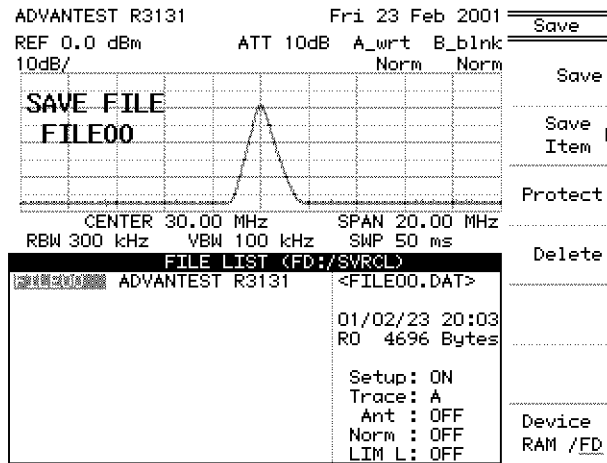 ADVANTEST R3131 Fri 23 Feb 2001
REF 0.0 dBm ATT 10dB A_wrt B_blnk
10dB/ Norm Norm
SAVE FILE
FILE00
CENTER 30.00 MHz SPAN 20.00 MHz
RBW 300 kHz VBW 100 kHz SWP 50 ms
FILE LIST (FD:/SVRCL)
FILE00 ADVANTEST R3131
<FILE00.DAT>
01/02/23 20:03
RO 4696 Bytes
Setup: ON
Trace: A
Ant : OFF
Norm : OFF
LIM L: OFF
Save
Save
Save
Item
Protect
Delete
Device
RAM /FD